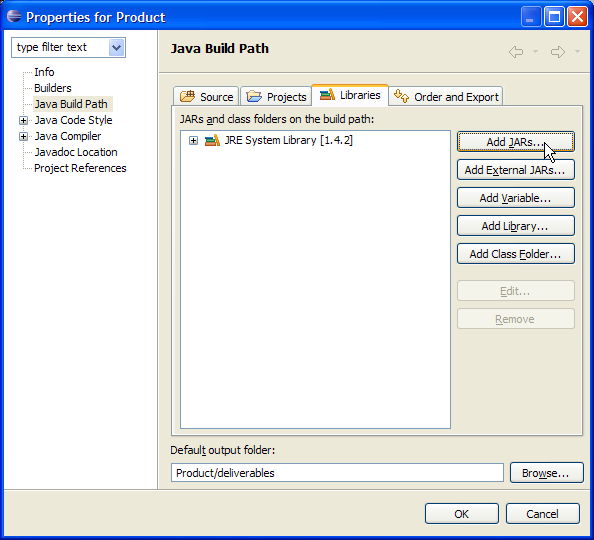 Properties for Product
type filter text
Info
Builders
Java Build Path
Java Code Style
Java Compiler
Javadoc Location
Project References
Java Build Path
Source
Projects
Libraries
Order and Export
JARs and class folders on the build path:
JRE System Library [1.4.2]
Add JARs...
Add External JARs...
Add Variable...
Add Library...
Add Class Folder...
Edit...
Remove
Default output folder:
Product/deliverables
Browse...
OK
Cancel